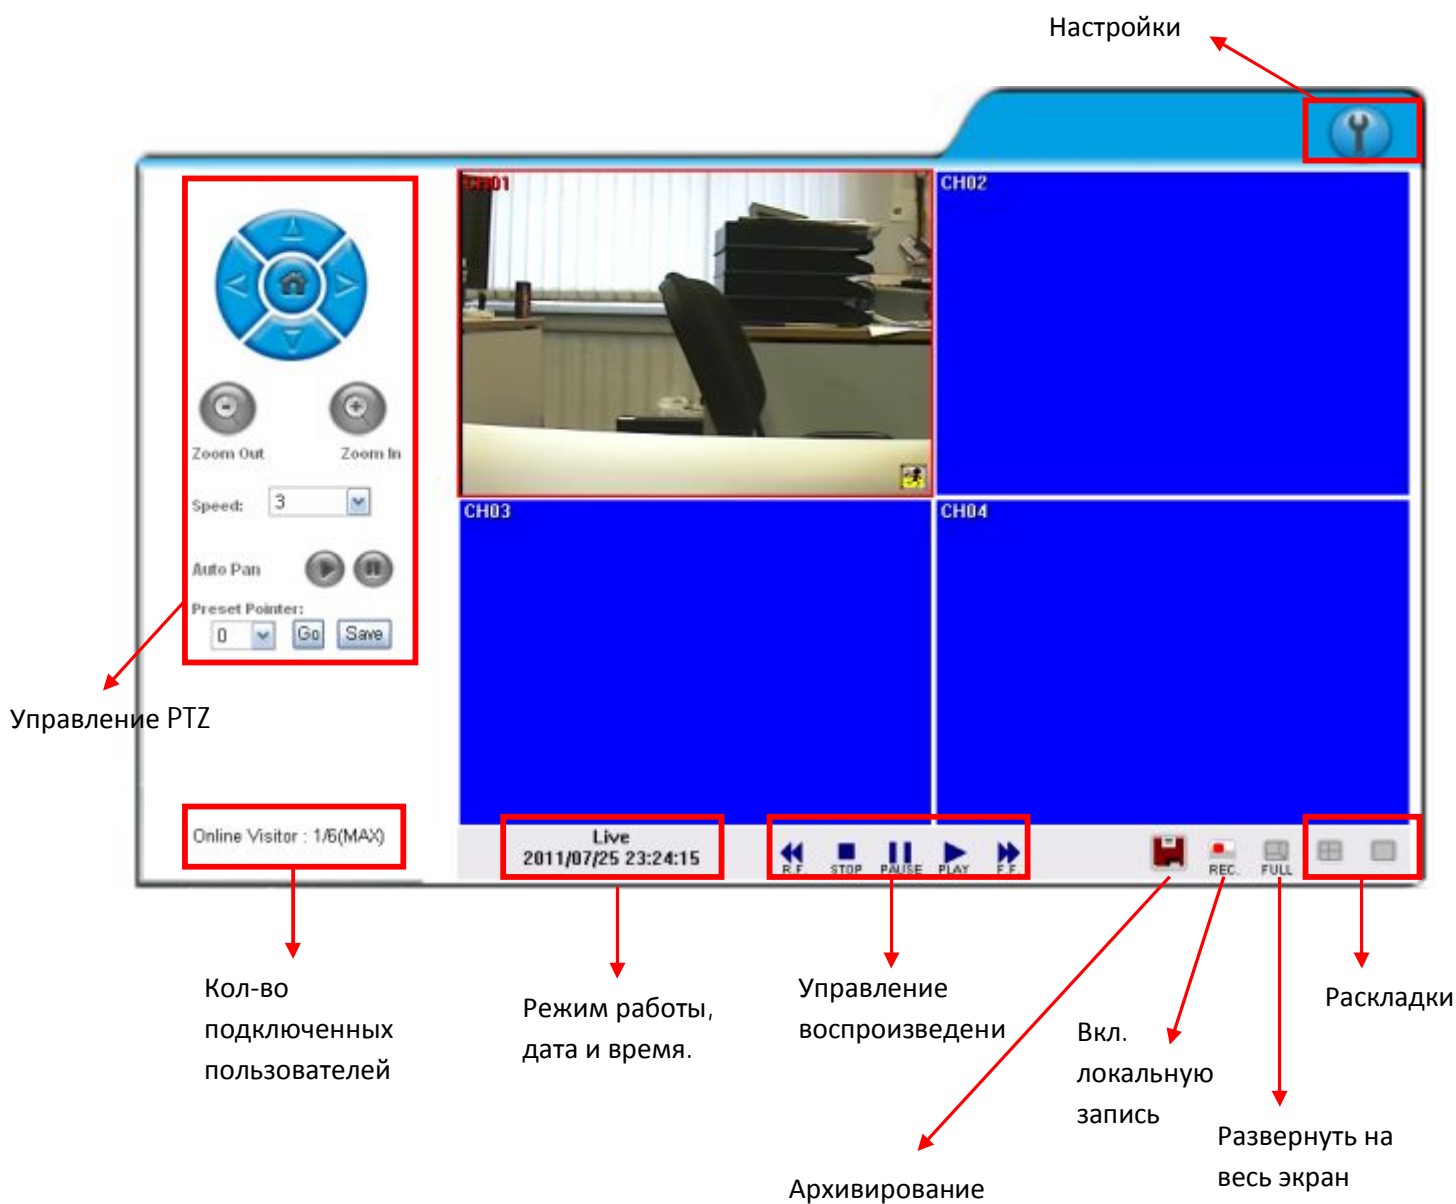 Настройки
CH01
CH02
Zoom Out
Zoom In
Speed:
3
CH03
CH04
Auto Pan
Preset Pointer:
0
Go
Save
Управление PTZ
Online Visitor : 1/6(MAX)
Live
2011/07/25 23:24:15
R.F.
STOP
PAUSE
PLAY
F.F.
REC.
FULL
Кол-во
подключенных
пользователей
Режим работы,
дата и время.
Управление
воспроизведени
Вкл.
локальную
запись
Раскладки
Развернуть на
весь экран
Архивирование